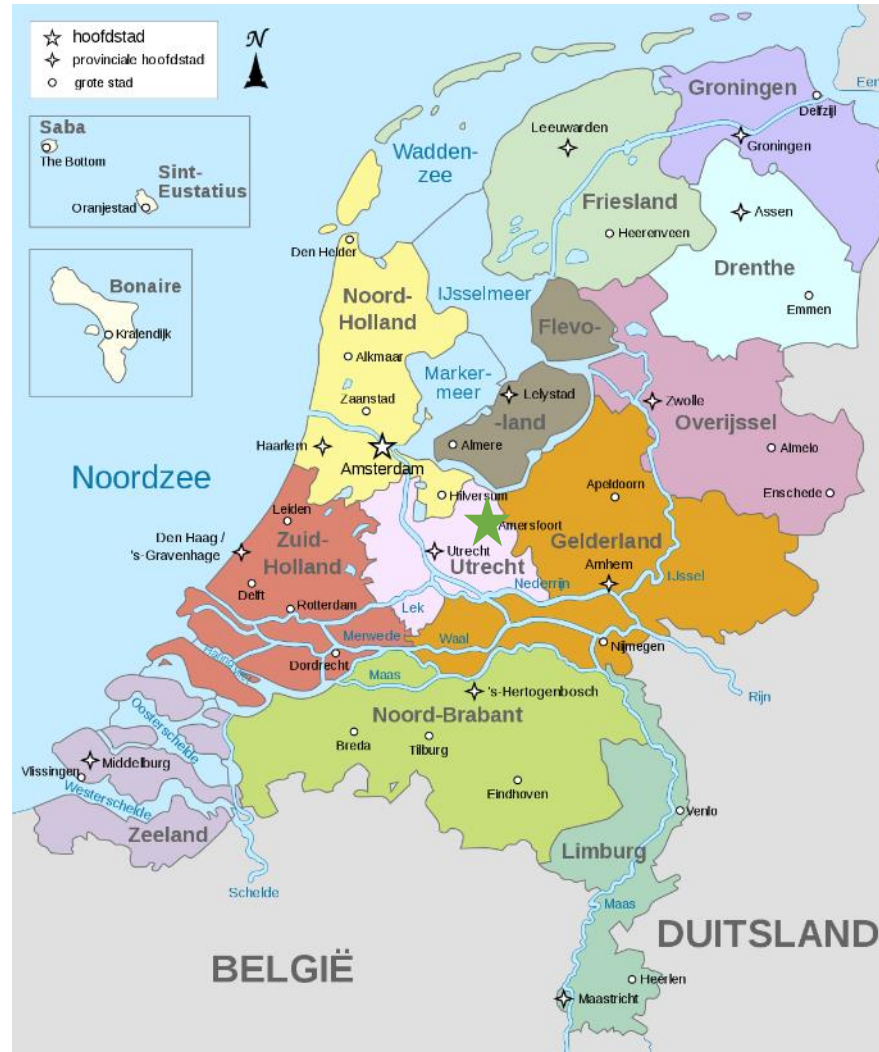 hoofdstad
provinciale hoofdstad
grote stad
N
Saba
The Bottom
Sint-
Eustatius
Oranjestad
Bonaire
Kralendijk
Groningen
Delfzijl
Eem
Leeuwarden
Groningen
Wadden-
zee
Friesland
Assen
Heerenveen
Den Helder
Drenthe
Noord-
Holland
IJsselmeer
Emmen
Flevo-
Alkmaar
Marker-
meer
Lelystad
Zwolle
Zaanstad
-land
Overijssel
Haarlem
Almere
Almelo
Amsterdam
Noordzee
Apeldoorn
Hilversum
Enschede
Leiden
Amersfoort
Den Haag /
's-Gravenhage
Zuid-
Holland
Utrecht
Utrecht
Gelderland
Arnhem
Nederrijn
IJssel
Delft
Rotterdam
Lek
Merwede
Waal
Nijmegen
Dordrecht
Maas
Rijn
's-Hertogenbosch
Oosterschelde
Noord-Brabant
Breda
Tilburg
Middelburg
Vlissingen
Westerschelde
Eindhoven
Venlo
Zeeland
Limburg
Schelde
Maas
DUITSLAND
BELGIË
Heerlen
Maastricht